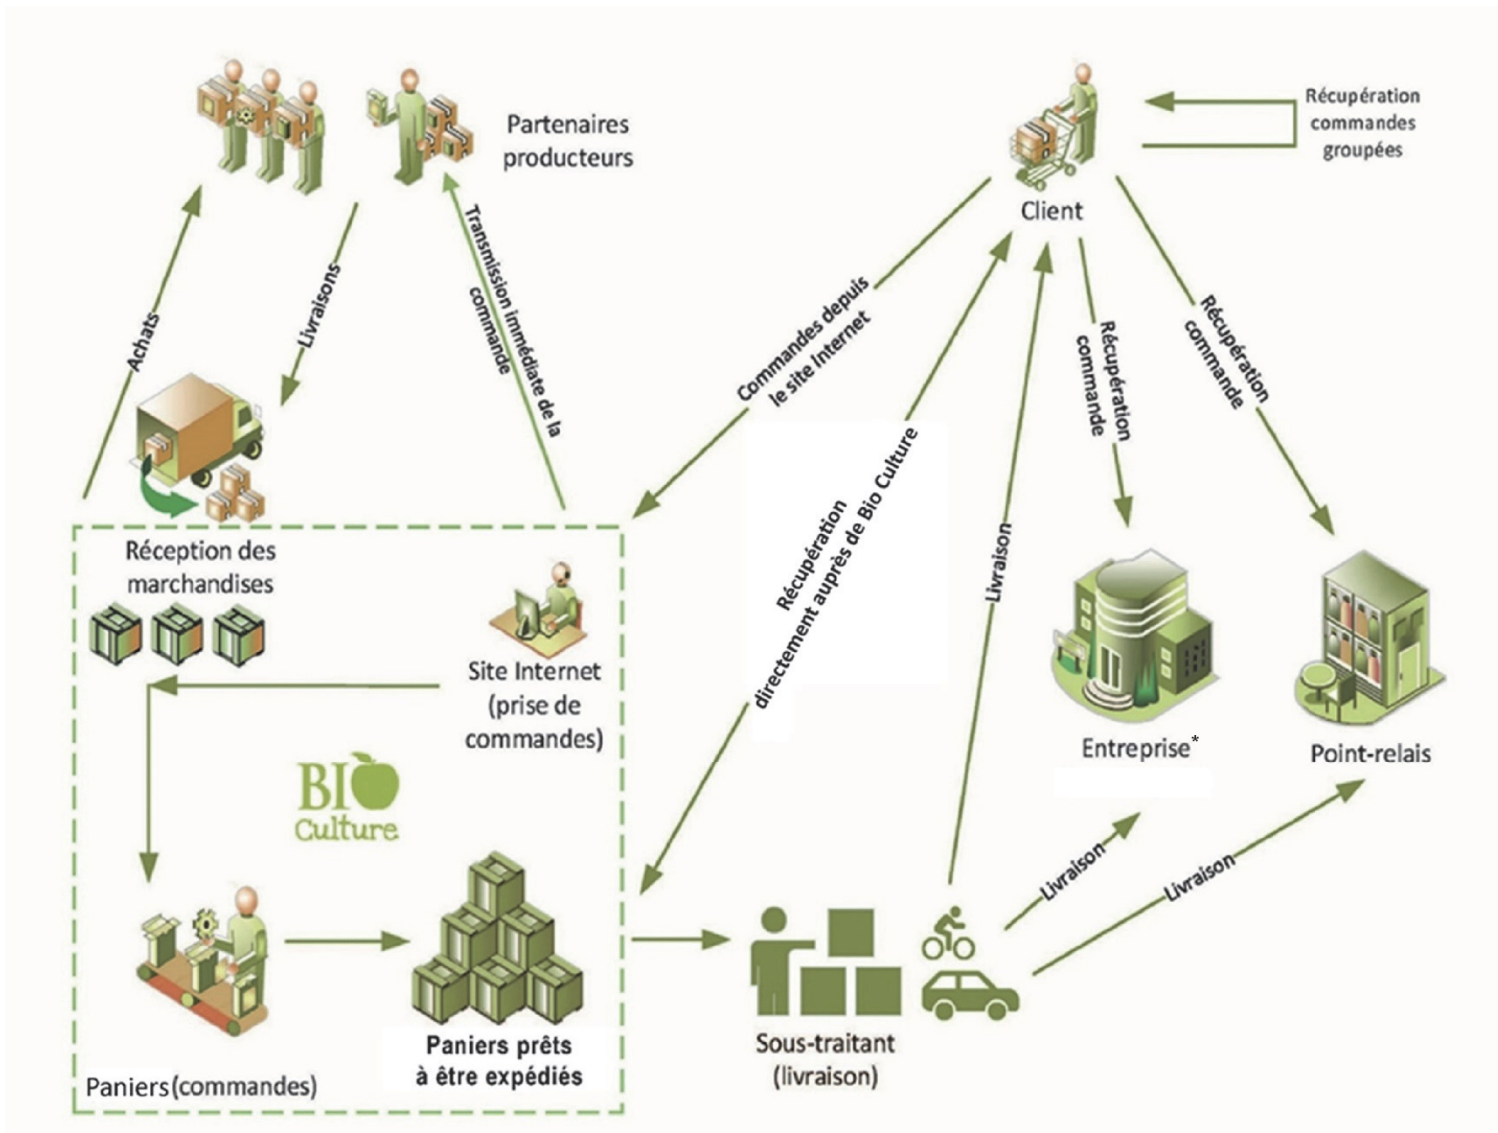 Partenaires
producteurs
Récupération
commandes
groupées
Client
Achats
Livraisons
Transmission immédiate de la
commande
Commandes depuis
le site Internet
Récupération
directement auprès de Bio Culture
Livraison
Récupération
commande
Récupération
commande
Réception des
marchandises
Site Internet
(prise de
commandes)
BIO
Culture
Entreprise*
Point-relais
Livraison
Livraison
Paniers (commandes)
Paniers prêts
à être expédiés
Sous-traitant
(livraison)